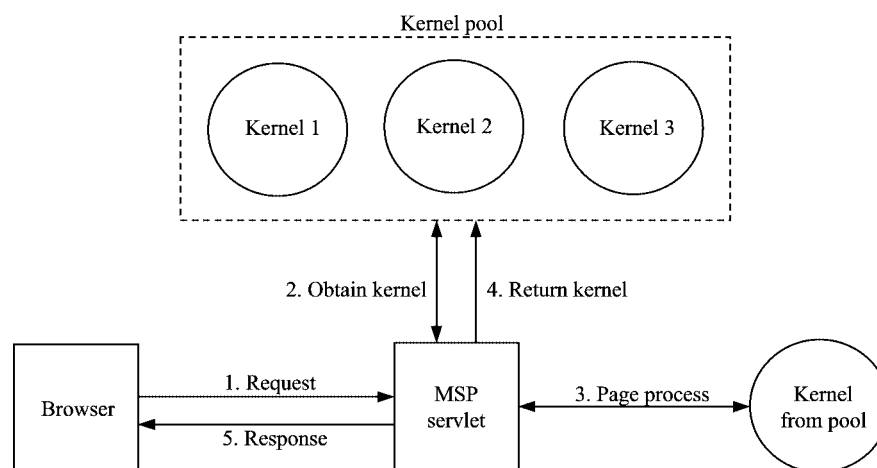 Kernel pool
Kernel 1
Kernel 2
Kernel 3
2. Obtain kernel
4. Return kernel
Browser
1. Request
5. Response
MSP
servlet
3. Page process
Kernel
from pool